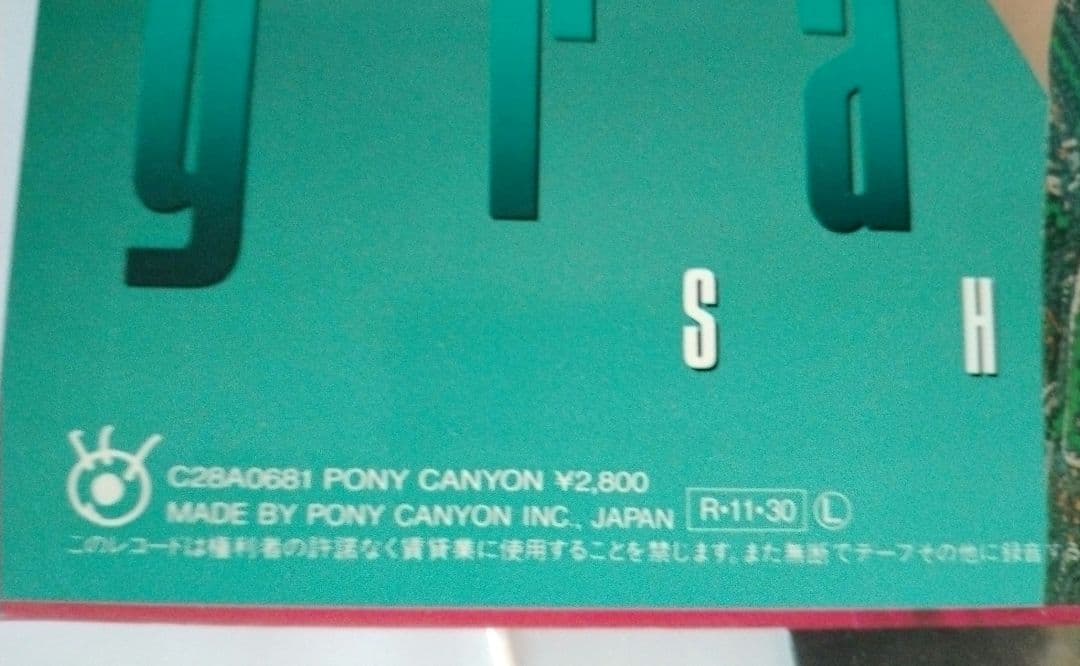 gra
S H
C28A0681 PONY CANYON ¥2,800
MADE BY PONY CANYON INC., JAPAN R・11・30 Ⓛ
このレコードは権利者の許諾なく賃貸業に使用することを禁じます。また無断でテープその他に録音する